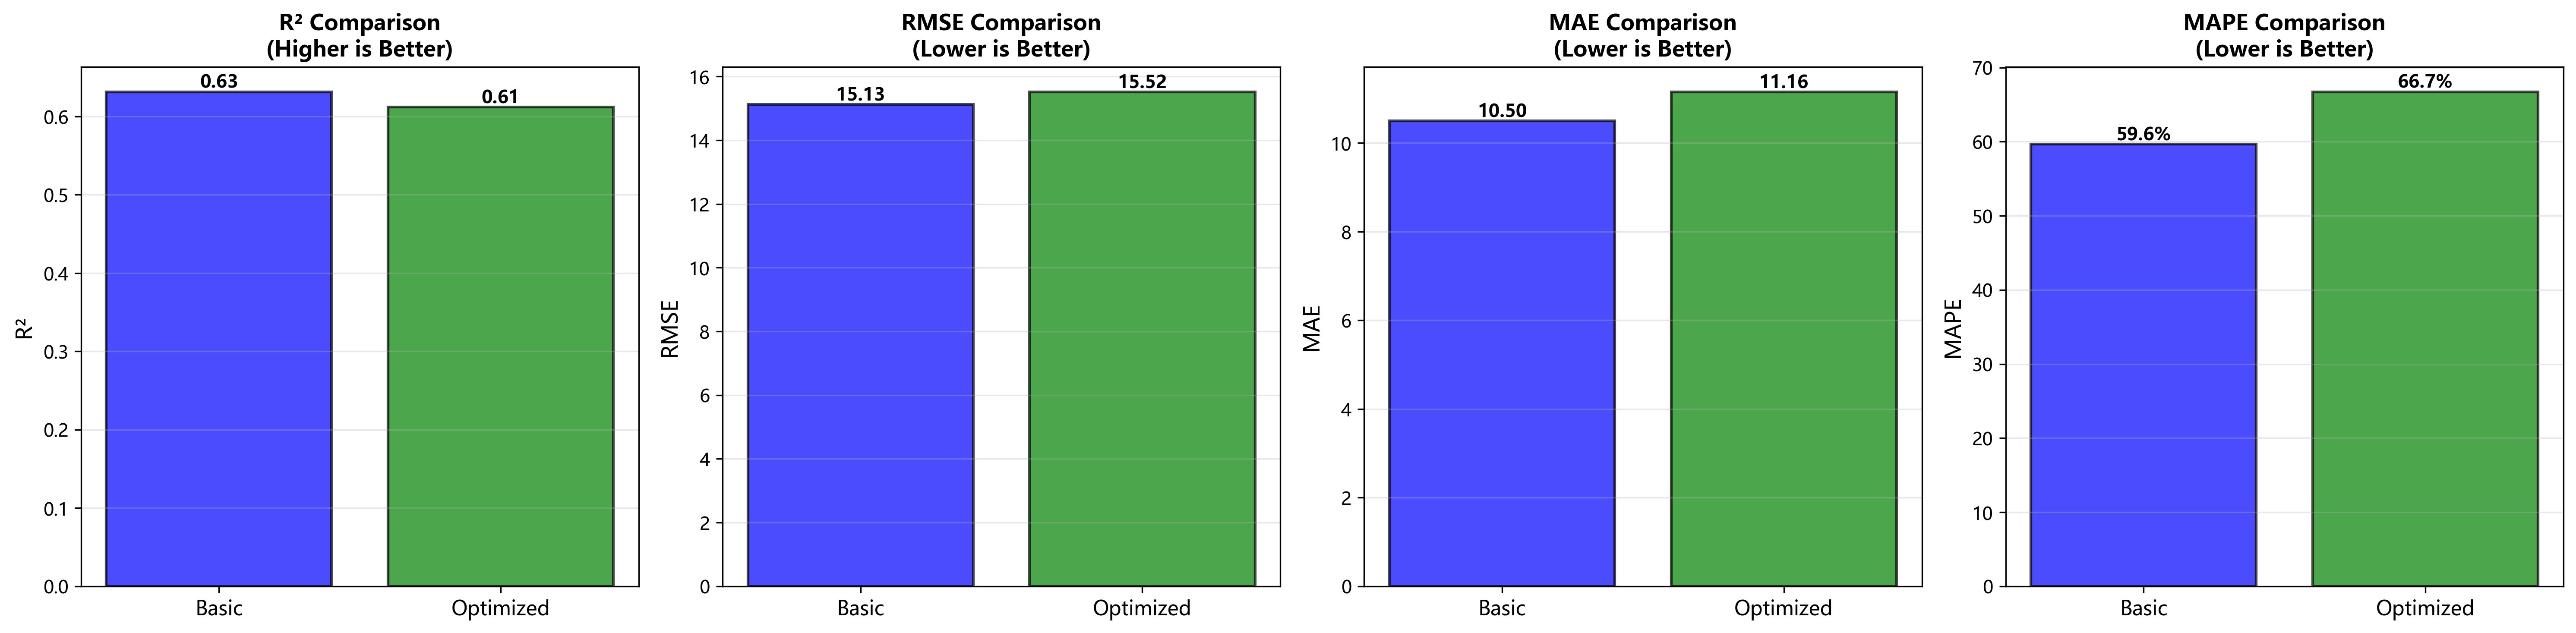 R² Comparison
(Higher is Better)
0.63
0.61
0.6
0.5
0.4
0.3
0.2
0.1
0.0
R²
Basic
Optimized
RMSE Comparison
(Lower is Better)
15.13
15.52
16
14
12
10
8
6
4
2
0
RMSE
Basic
Optimized
MAE Comparison
(Lower is Better)
10.50
11.16
10
8
6
4
2
0
MAE
Basic
Optimized
MAPE Comparison
(Lower is Better)
59.6%
66.7%
70
60
50
40
30
20
10
0
MAPE
Basic
Optimized